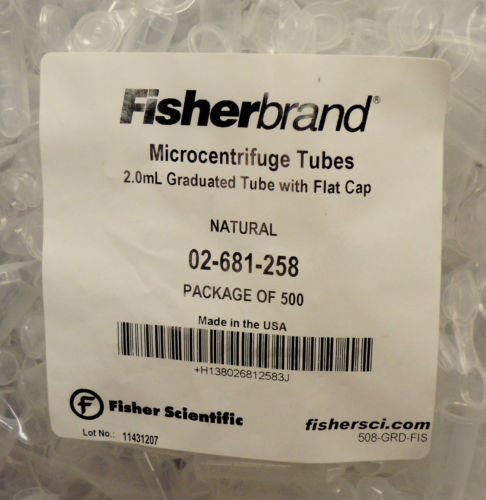 Fisherbrand®
Microcentrifuge Tubes
2.0mL Graduated Tube with Flat Cap
NATURAL
02-681-258
PACKAGE OF 500
Made in the USA
+H138026812583J
f Fisher Scientific
fishersci.com
Lot No.: 11431207
508-GRD-FIS